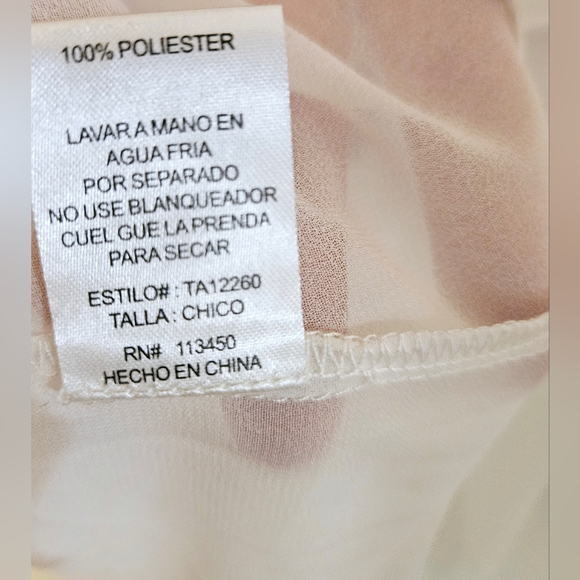 100% POLIESTER
LAVAR A MANO EN
AGUA FRIA
POR SEPARADO
NO USE BLANQUEADOR
CUEL GUE LA PRENDA
PARA SECAR
ESTILO# : TA12260
TALLA : CHICO
RN# 113450
HECHO EN CHINA